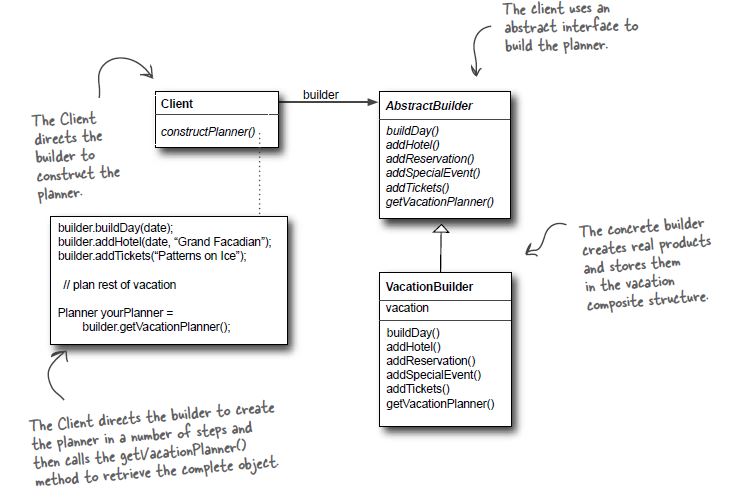 The client uses an
abstract interface to
build the planner.
The Client
directs the
builder to
construct the
planner.
Client
constructPlanner()
builder
AbstractBuilder
buildDay()
addHotel()
addReservation()
addSpecialEvent()
addTickets()
getVacationPlanner()
builder.buildDay(date);
builder.addHotel(date, “Grand Facadian”);
builder.addTickets(“Patterns on Ice”);
// plan rest of vacation
Planner yourPlanner =
builder.getVacationPlanner();
The concrete builder
creates real products
and stores them
in the vacation
composite structure.
VacationBuilder
vacation
buildDay()
addHotel()
addReservation()
addSpecialEvent()
addTickets()
getVacationPlanner()
The Client directs the builder to create
the planner in a number of steps and
then calls the getVacationPlanner()
method to retrieve the complete object.